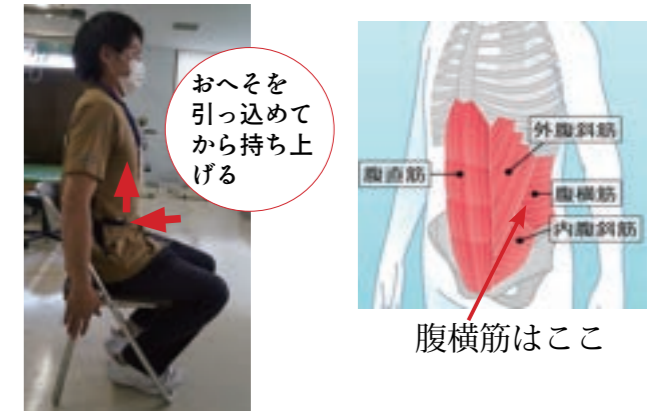 おへそを
引っ込めて
から持ち上
げる
外腹斜筋
腹直筋
腹横筋
内腹斜筋
腹横筋はここ